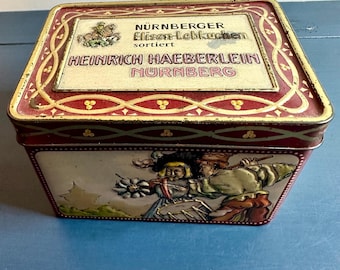 NÜRNBERGER
Elisen-Lebkuchen
sortiert
HEINRICH HAEBERLEIN
NÜRNBERG